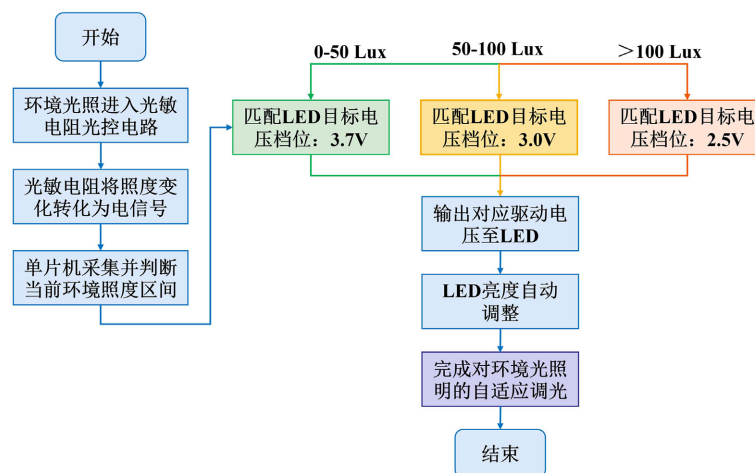 开始
环境光照进入光敏
电阻光控电路
光敏电阻将照度变
化转化为电信号
单片机采集并判断
当前环境照度区间
0-50 Lux
50-100 Lux
＞100 Lux
匹配LED目标电
压档位：3.7V
匹配LED目标电
压档位：3.0V
匹配LED目标电
压档位：2.5V
输出对应驱动电
压至LED
LED亮度自动
调整
完成对环境光照
明的自适应调光
结束